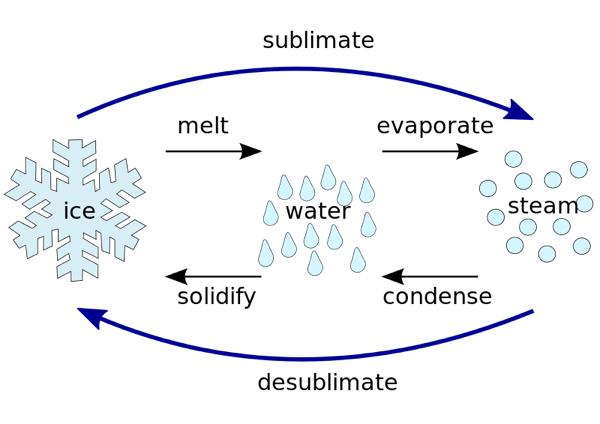 sublimate
melt
evaporate
ice
water
steam
solidify
condense
desublimate